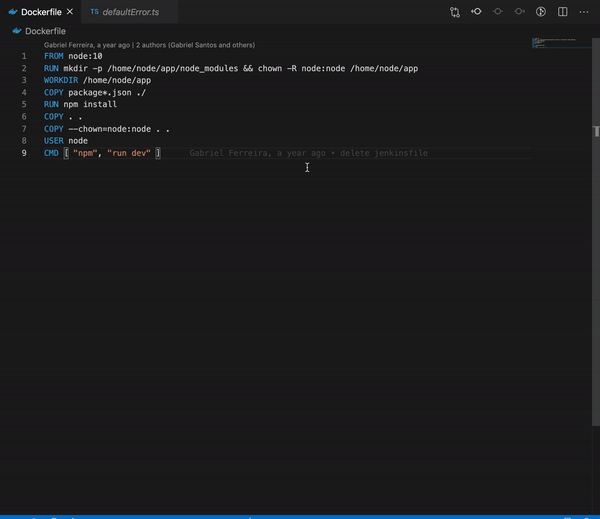 Dockerfile
TS defaultError.ts
Dockerfile
Gabriel Ferreira, a year ago | 2 authors (Gabriel Santos and others)
1 FROM node:10
2 RUN mkdir -p /home/node/app/node_modules && chown -R node:node /home/node/app
3 WORKDIR /home/node/app
4 COPY package*.json ./
5 RUN npm install
6 COPY . .
7 COPY --chown=node:node . .
8 USER node
9 CMD [ "npm", "run dev" ] Gabriel Ferreira, a year ago • delete jenkinsfile